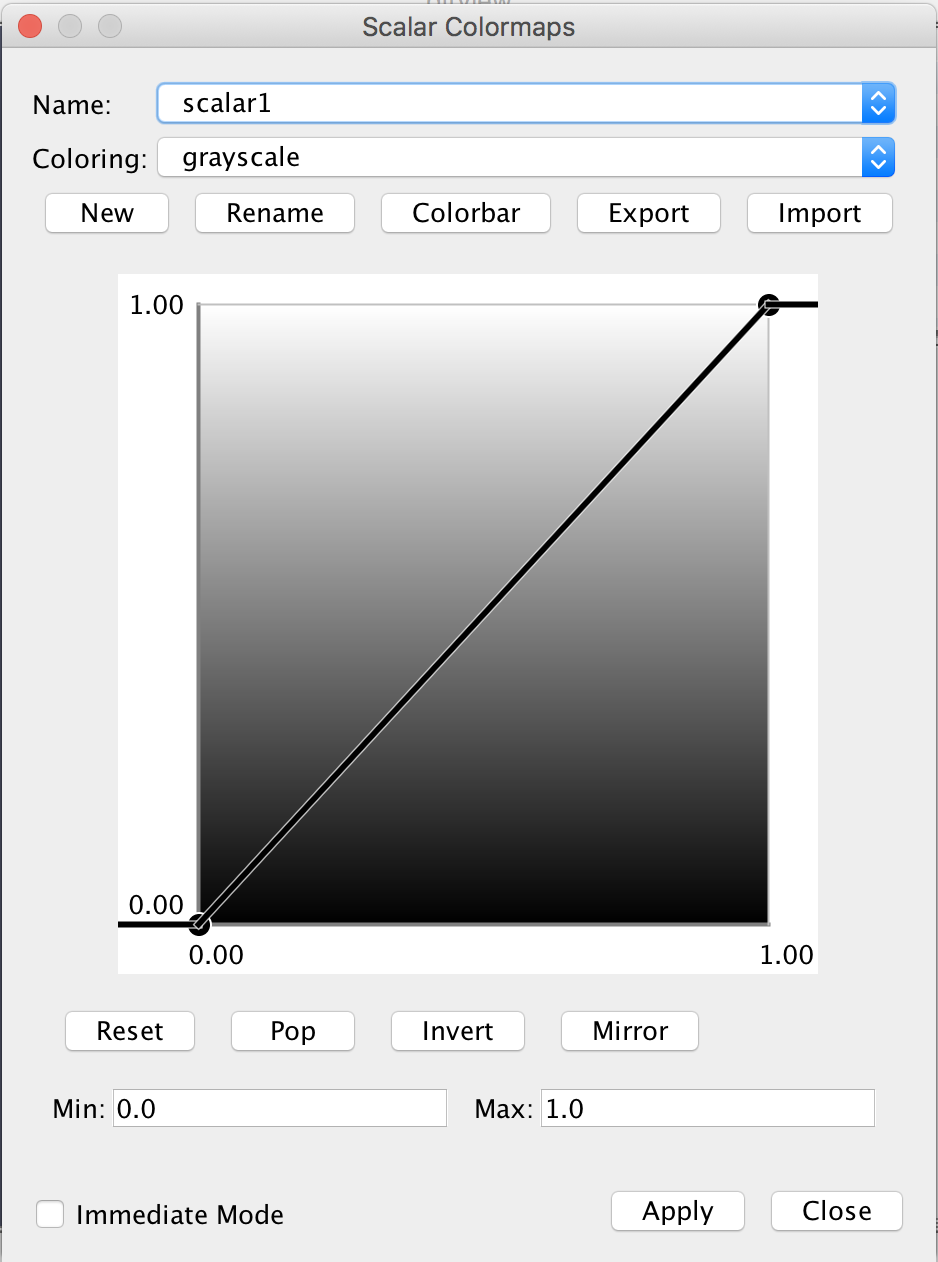 Scalar Colormaps
Name: scalar1
Coloring: grayscale
New Rename Colorbar Export Import
1.00
0.00
0.00 1.00
Reset Pop Invert Mirror
Min: 0.0 Max: 1.0
Immediate Mode Apply Close